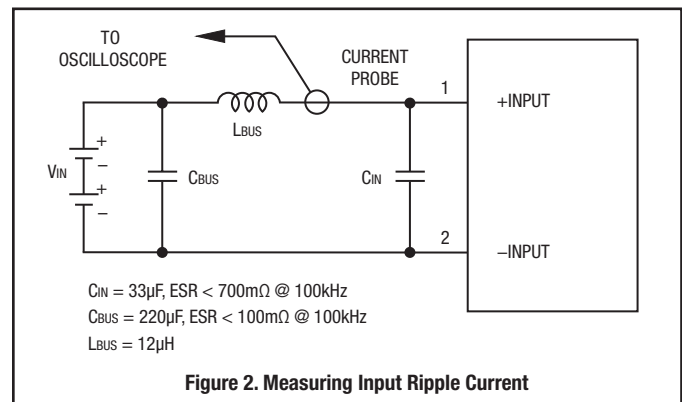 TO
OSCILLOSCOPE
CURRENT
PROBE
1
+INPUT
LBUS
+
VIN
–
+
–
CBUS
CIN
2
–INPUT
CIN = 33µF, ESR < 700mΩ @ 100kHz
CBUS = 220µF, ESR < 100mΩ @ 100kHz
LBUS = 12µH
Figure 2. Measuring Input Ripple Current